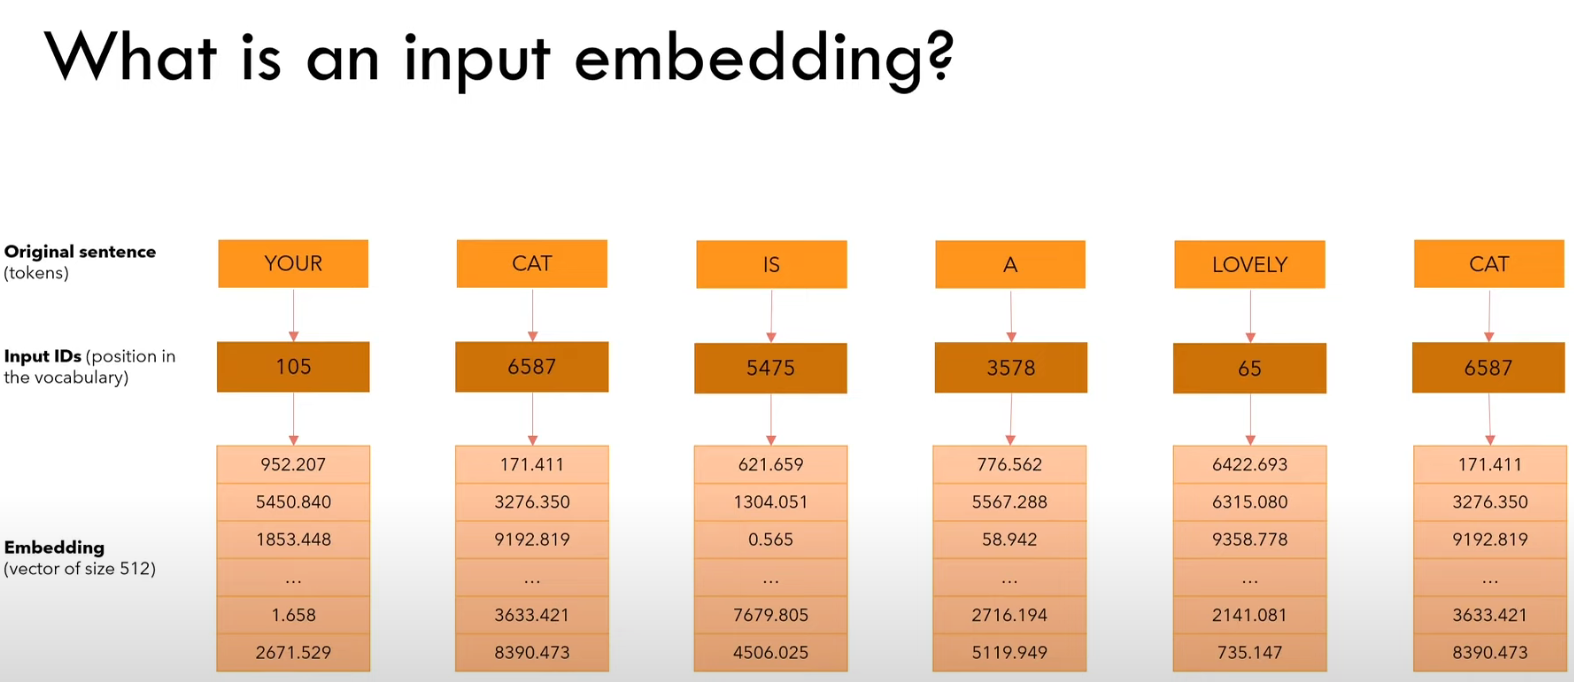 What is an input embedding?
Original sentence
(tokens)
YOUR CAT IS A LOVELY CAT
Input IDs (position in
the vocabulary)
105 6587 5475 3578 65 6587
Embedding
(vector of size 512)
952.207 171.411 621.659 776.562 6422.693 171.411
5450.840 3276.350 1304.051 5567.288 6315.080 3276.350
1853.448 9192.819 0.565 58.942 9358.778 9192.819
... ... ... ... ... ...
1.658 3633.421 7679.805 2716.194 2141.081 3633.421
2671.529 8390.473 4506.025 5119.949 735.147 8390.473